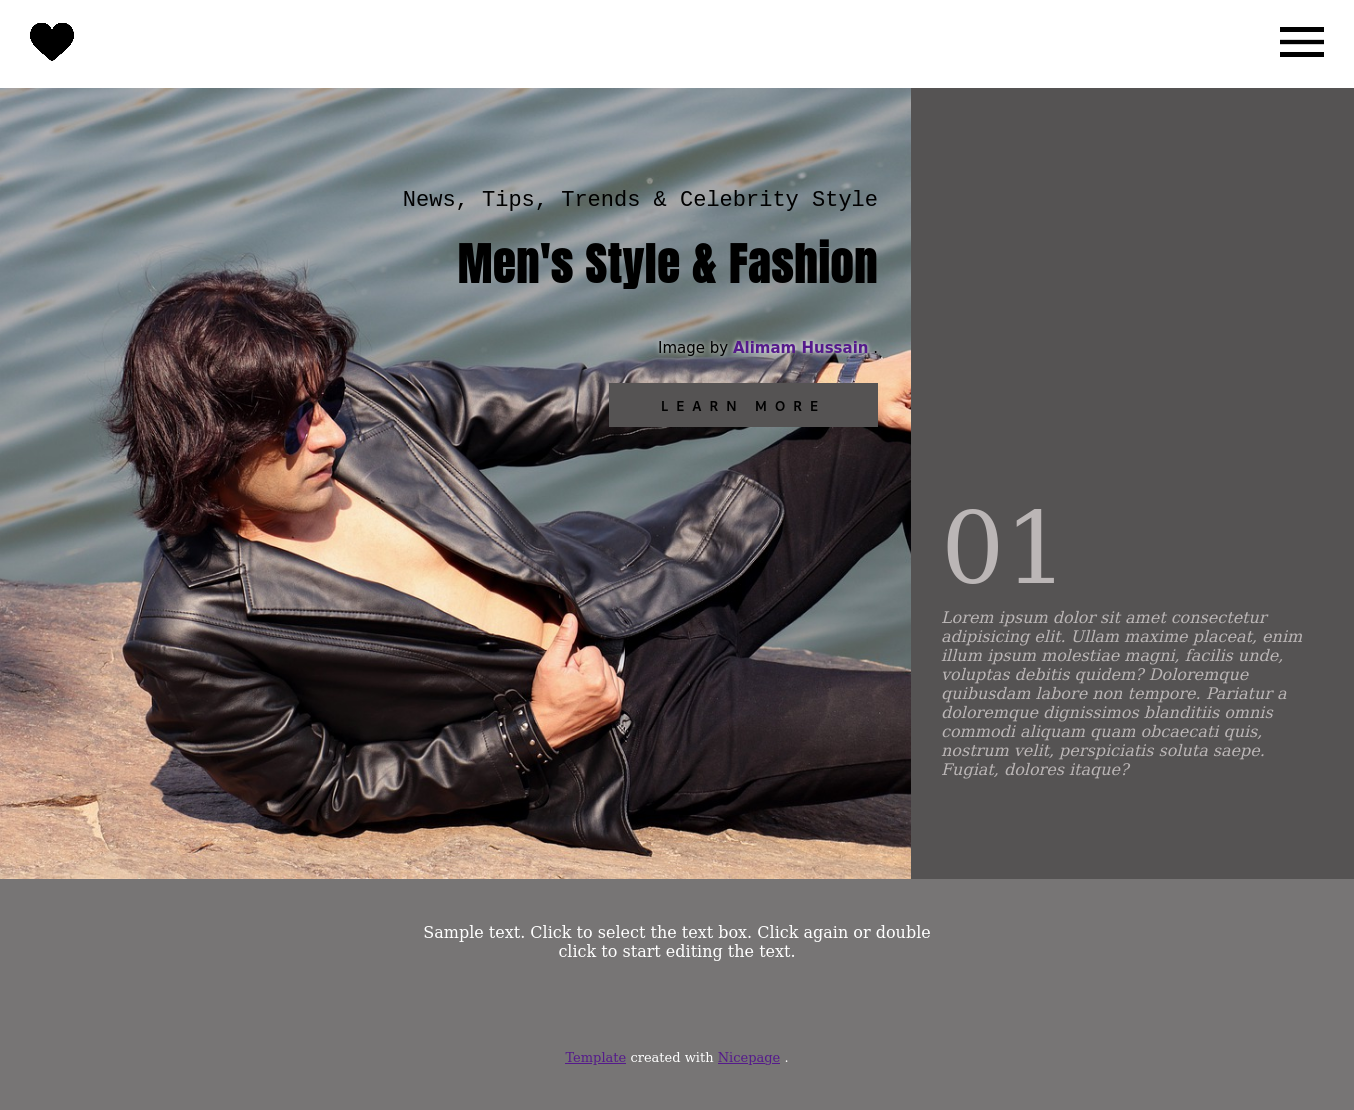 News, Tips, Trends & Celebrity Style
Men's Style & Fashion
Image by Alimam Hussain .
LEARN MORE
01
Lorem ipsum dolor sit amet consectetur
adipisicing elit. Ullam maxime placeat, enim
illum ipsum molestiae magni, facilis unde,
voluptas debitis quidem? Doloremque
quibusdam labore non tempore. Pariatur a
doloremque dignissimos blanditiis omnis
commodi aliquam quam obcaecati quis,
nostrum velit, perspiciatis soluta saepe.
Fugiat, dolores itaque?
Sample text. Click to select the text box. Click again or double
click to start editing the text.
Template created with Nicepage .